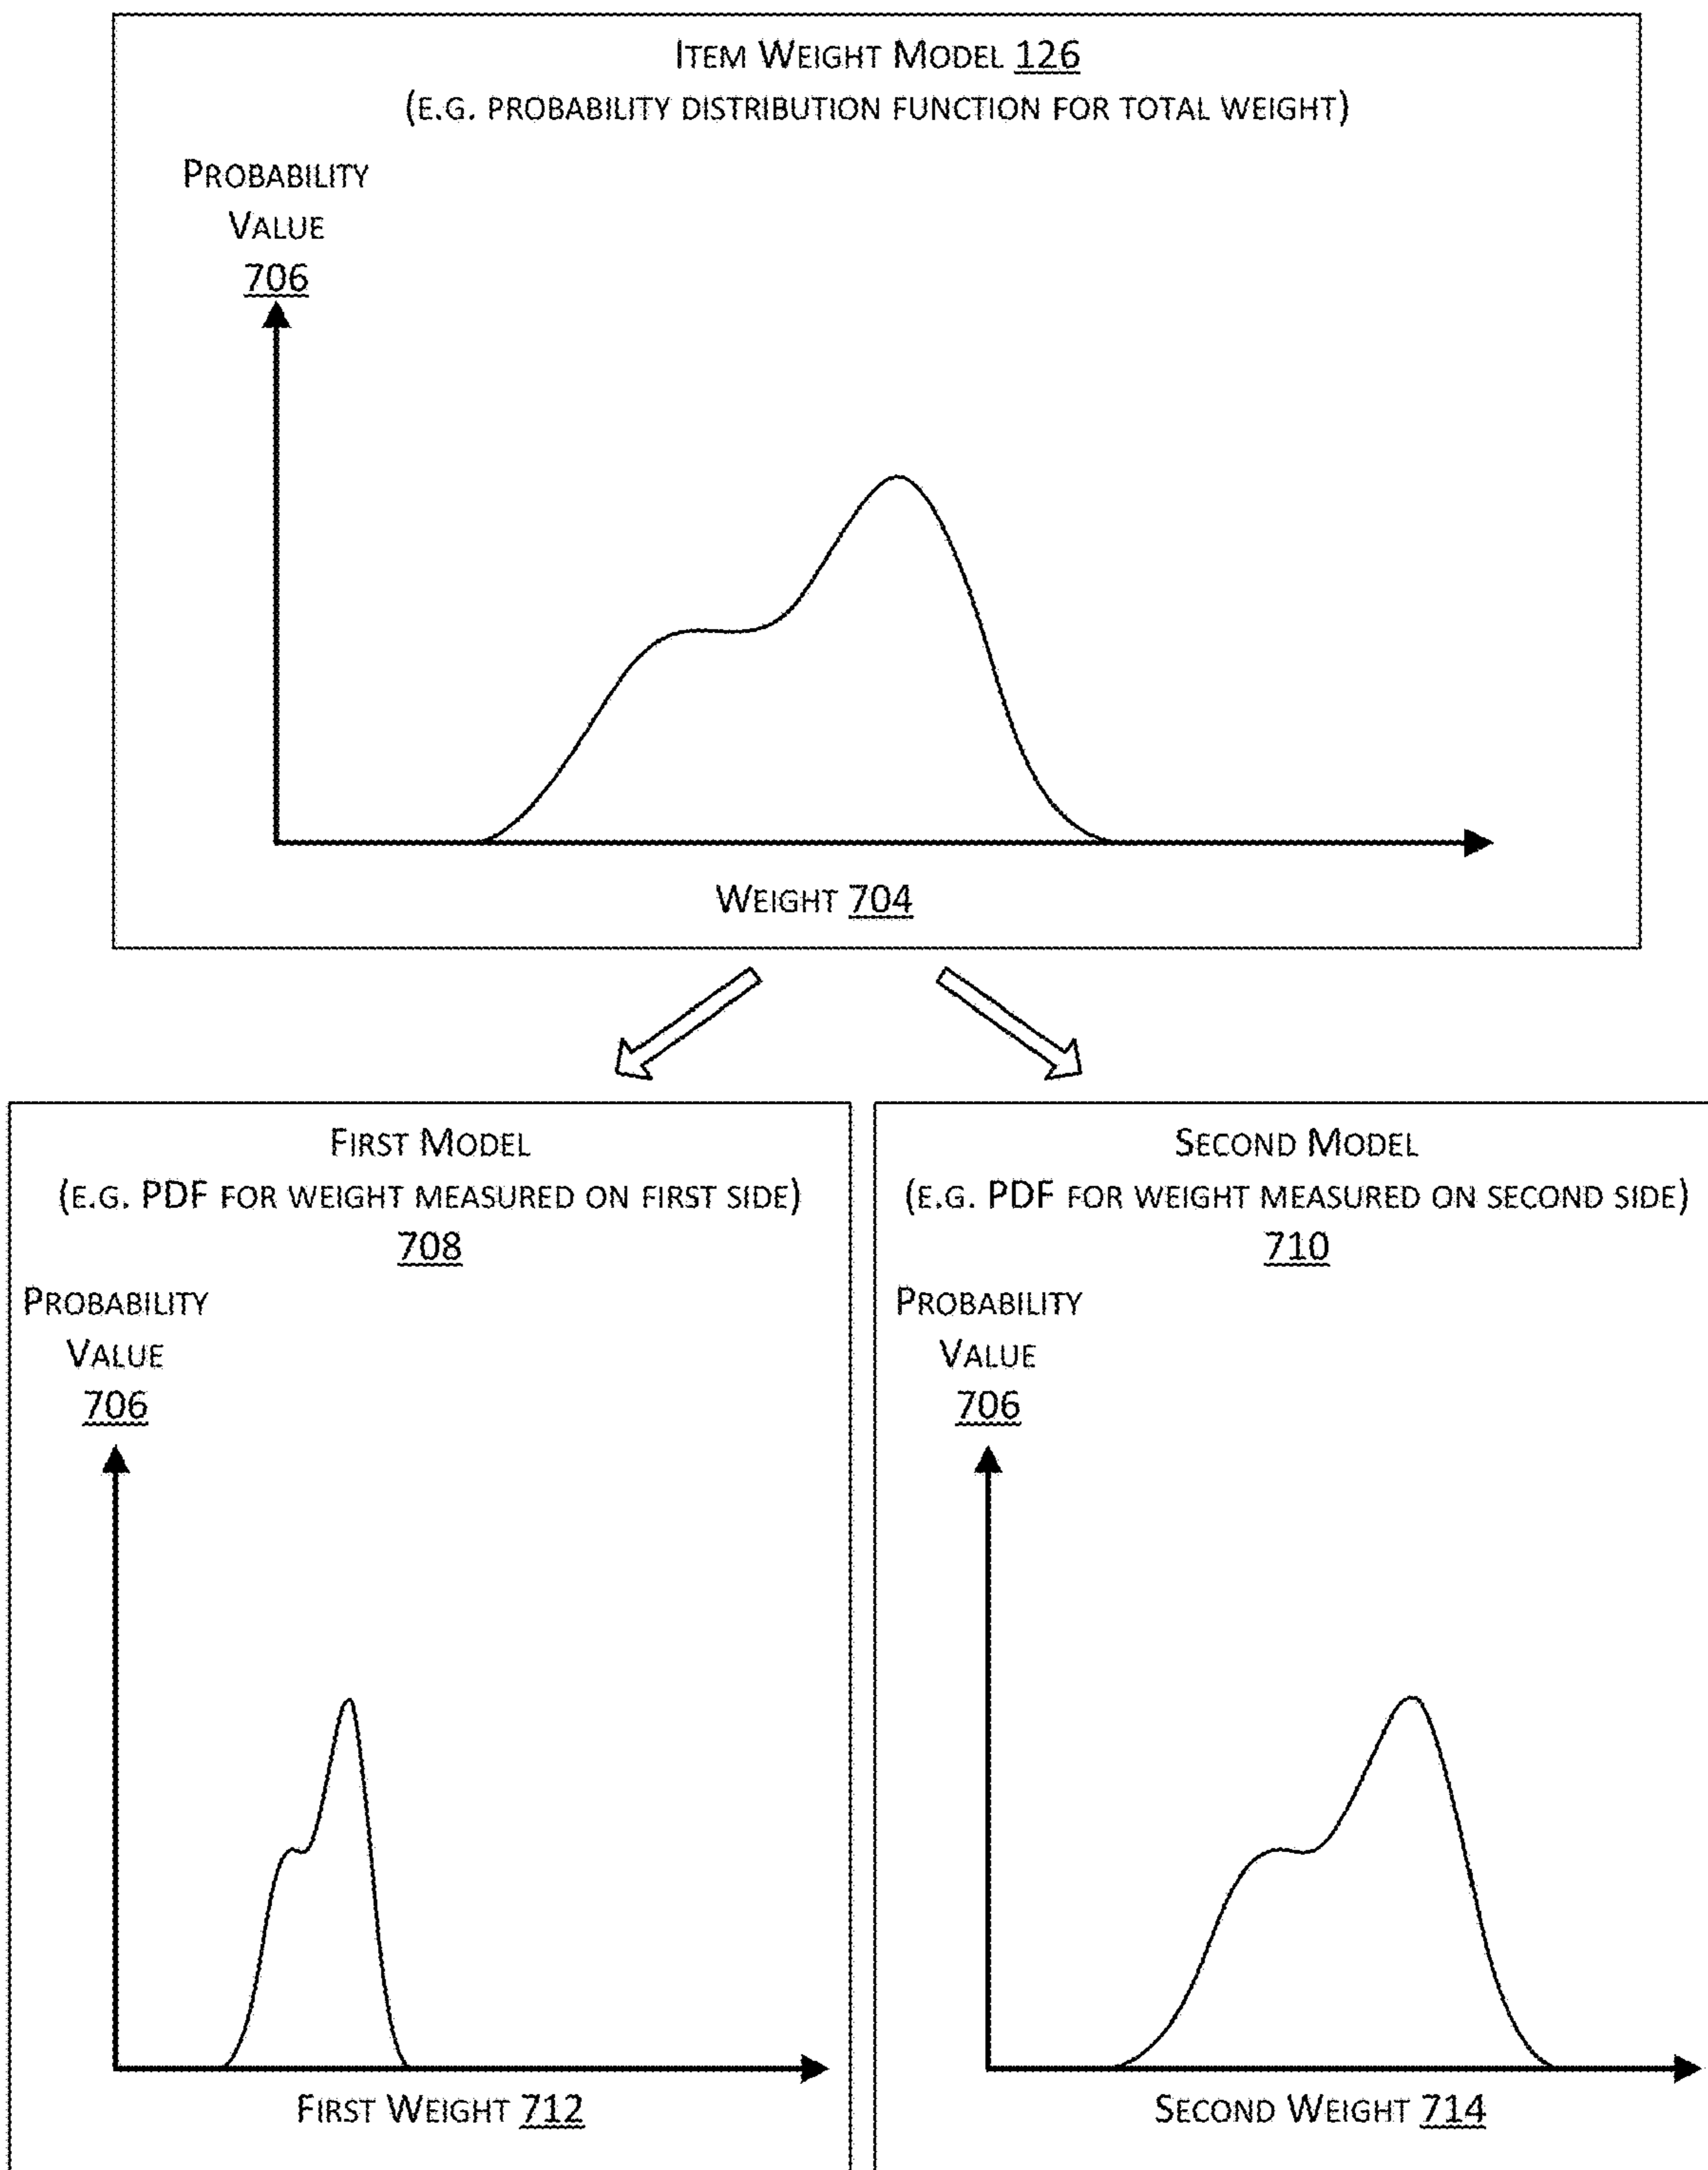 ITEM WEIGHT MODEL 126
(E.G. PROBABILITY DISTRIBUTION FUNCTION FOR TOTAL WEIGHT)
PROBABILITY
VALUE
706
WEIGHT 704
FIRST MODEL
(E.G. PDF FOR WEIGHT MEASURED ON FIRST SIDE)
708
PROBABILITY
VALUE
706
FIRST WEIGHT 712
SECOND MODEL
(E.G. PDF FOR WEIGHT MEASURED ON SECOND SIDE)
710
PROBABILITY
VALUE
706
SECOND WEIGHT 714